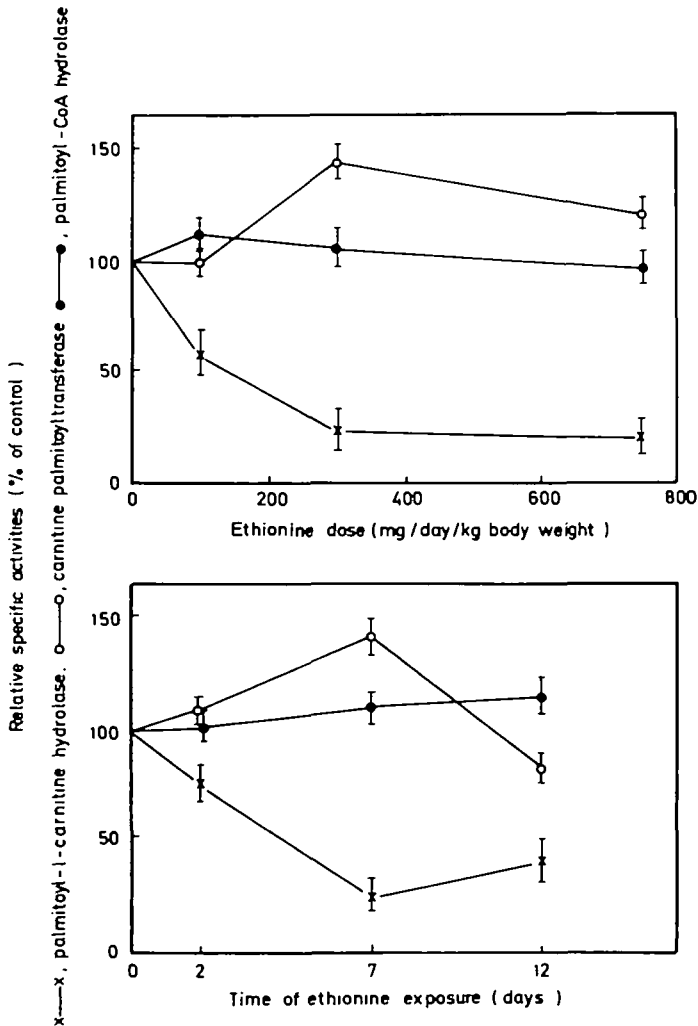 Relative specific activities (% of control)
x——x, palmitoyl-l-carnitine hydrolase. o——o, carnitine palmitoyltransferase ●——●, palmitoyl-CoA hydrolase
150
100
50
0
0 200 400 600 800
Ethionine dose (mg/day/kg body weight)
150
100
50
0
0 2 7 12
Time of ethionine exposure (days)